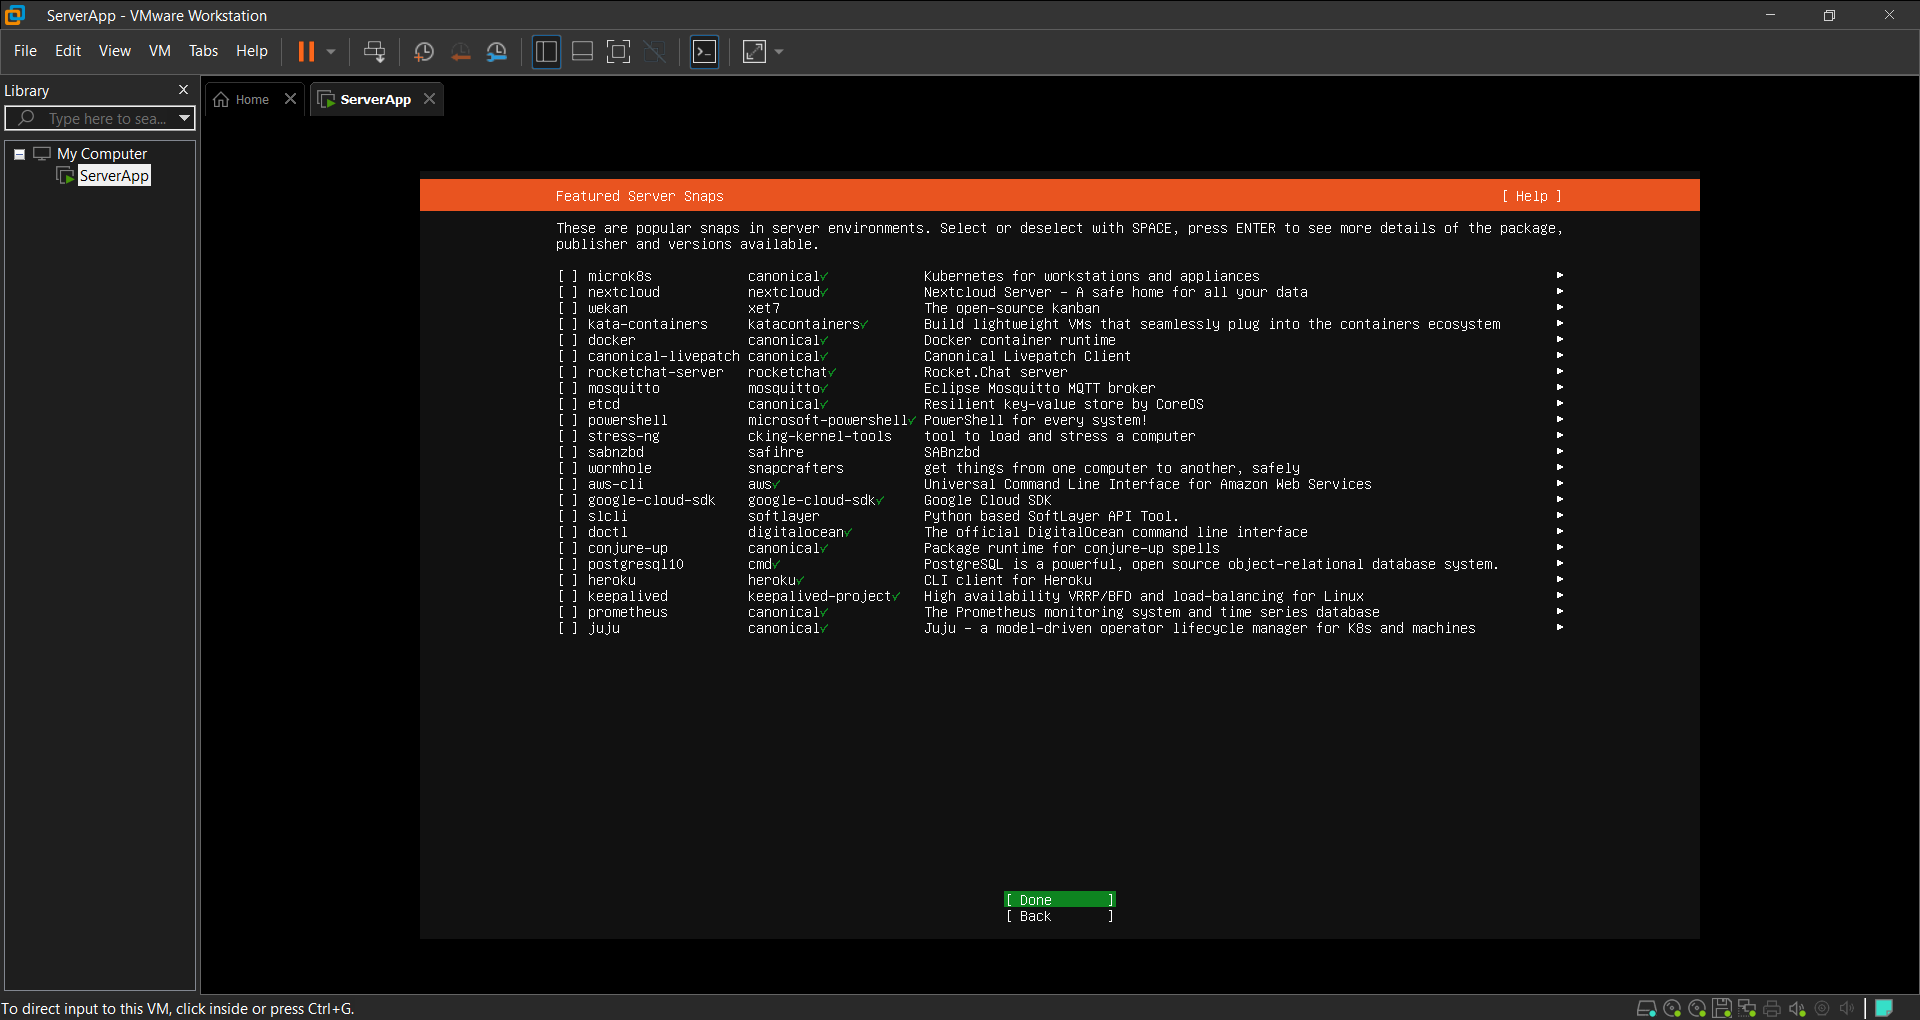 ServerApp - VMware Workstation
File Edit View VM Tabs Help
Library
Type here to sea...
My Computer
ServerApp
Home
ServerApp
Featured Server Snaps [ Help ]
These are popular snaps in server environments. Select or deselect with SPACE, press ENTER to see more details of the package,
publisher and versions available.
[ ] microk8s canonical✓ Kubernetes for workstations and appliances ▸
[ ] nextcloud nextcloud✓ Nextcloud Server - A safe home for all your data ▸
[ ] wekan xet7 The open-source kanban ▸
[ ] kata-containers katacontainers✓ Build lightweight VMs that seamlessly plug into the containers ecosystem ▸
[ ] docker canonical✓ Docker container runtime ▸
[ ] canonical-livepatch canonical✓ Canonical Livepatch Client ▸
[ ] rocketchat-server rocketchat✓ Rocket.Chat server ▸
[ ] mosquitto mosquitto✓ Eclipse Mosquitto MQTT broker ▸
[ ] etcd canonical✓ Resilient key-value store by CoreOS ▸
[ ] powershell microsoft-powershell✓ PowerShell for every system! ▸
[ ] stress-ng cking-kernel-tools tool to load and stress a computer ▸
[ ] sabnzbd safihre SABnzbd ▸
[ ] wormhole snapcrafters get things from one computer to another, safely ▸
[ ] aws-cli aws✓ Universal Command Line Interface for Amazon Web Services ▸
[ ] google-cloud-sdk google-cloud-sdk✓ Google Cloud SDK ▸
[ ] slcli softlayer Python based SoftLayer API Tool. ▸
[ ] doctl digitalocean✓ The official DigitalOcean command line interface ▸
[ ] conjure-up canonical✓ Package runtime for conjure-up spells ▸
[ ] postgresql10 cmd✓ PostgreSQL is a powerful, open source object-relational database system. ▸
[ ] heroku heroku✓ CLI client for Heroku ▸
[ ] keepalived keepalived-project✓ High availability VRRP/BFD and load-balancing for Linux ▸
[ ] prometheus canonical✓ The Prometheus monitoring system and time series database ▸
[ ] juju canonical✓ Juju - a model-driven operator lifecycle manager for K8s and machines ▸
[ Done ]
[ Back ]
To direct input to this VM, click inside or press Ctrl+G.